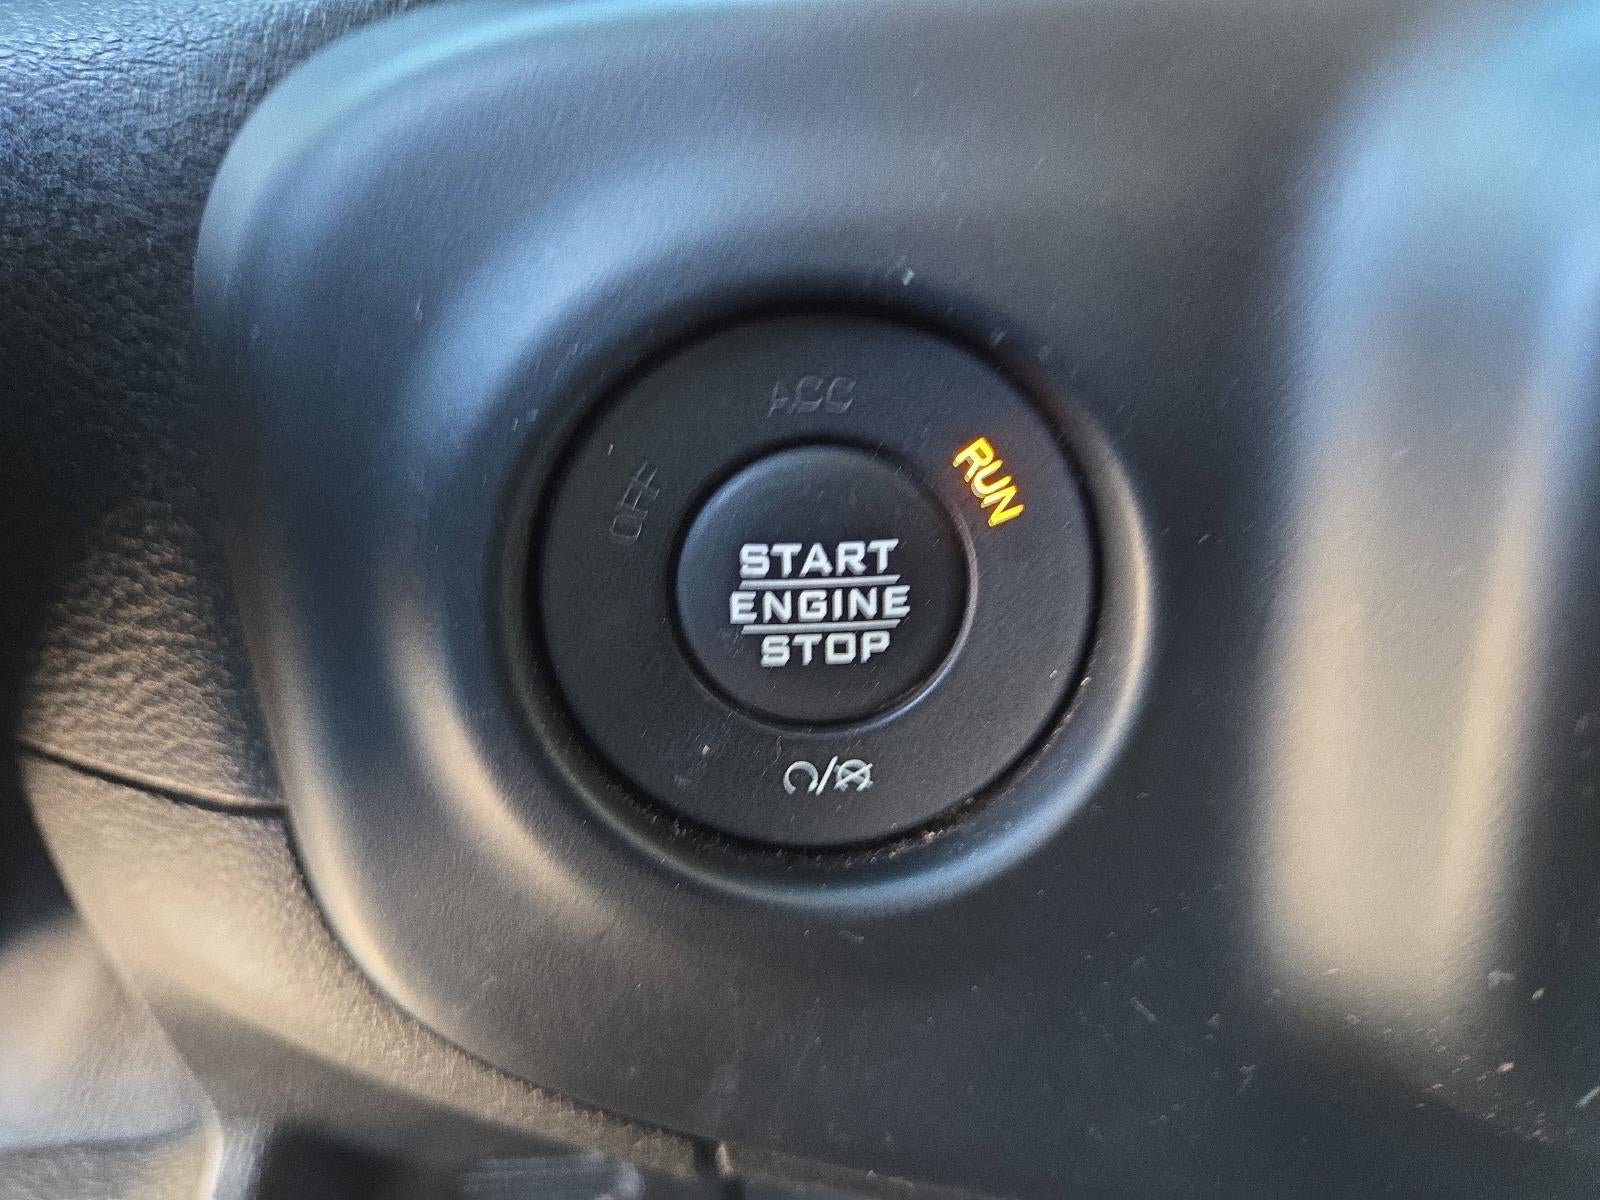 ACC
OFF
RUN
START
ENGINE
STOP